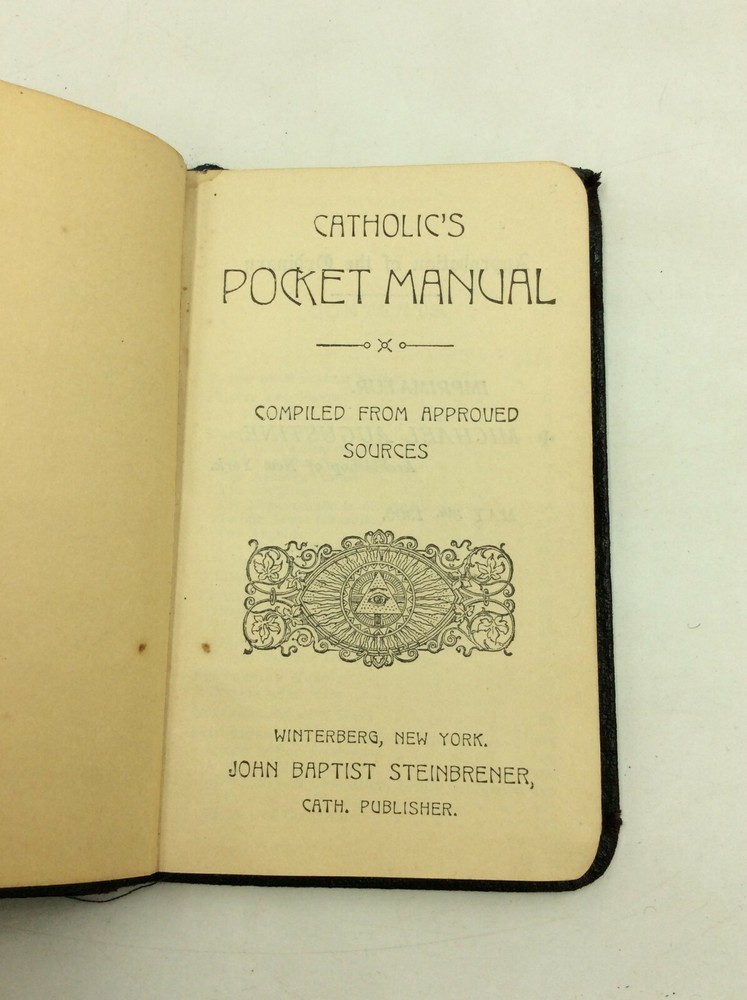 CATHOLIC'S
POCKET MANUAL
COMPILED FROM APPROVED
SOURCES
WINTERBERG, NEW YORK.
JOHN BAPTIST STEINBRENER,
CATH. PUBLISHER.